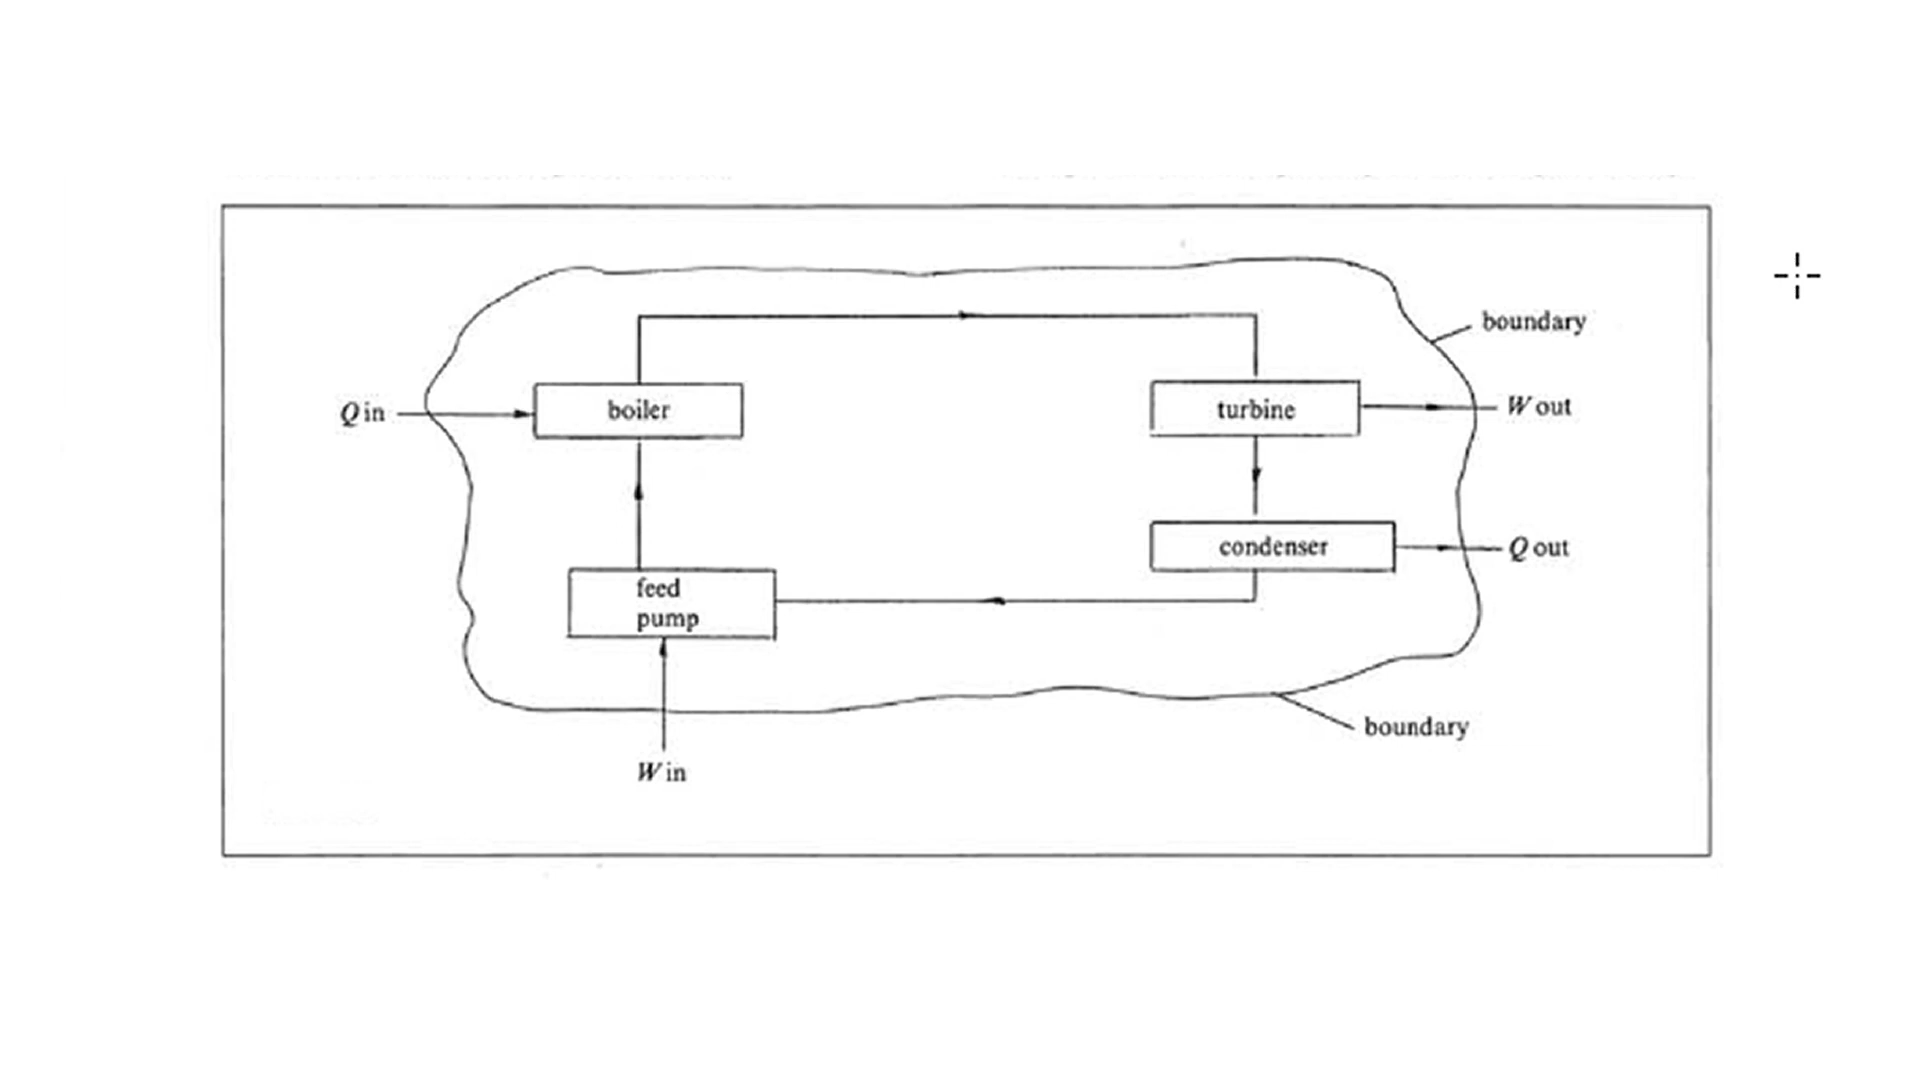 boundary
Q in
boiler
turbine
W out
condenser
Q out
feed
pump
boundary
W in